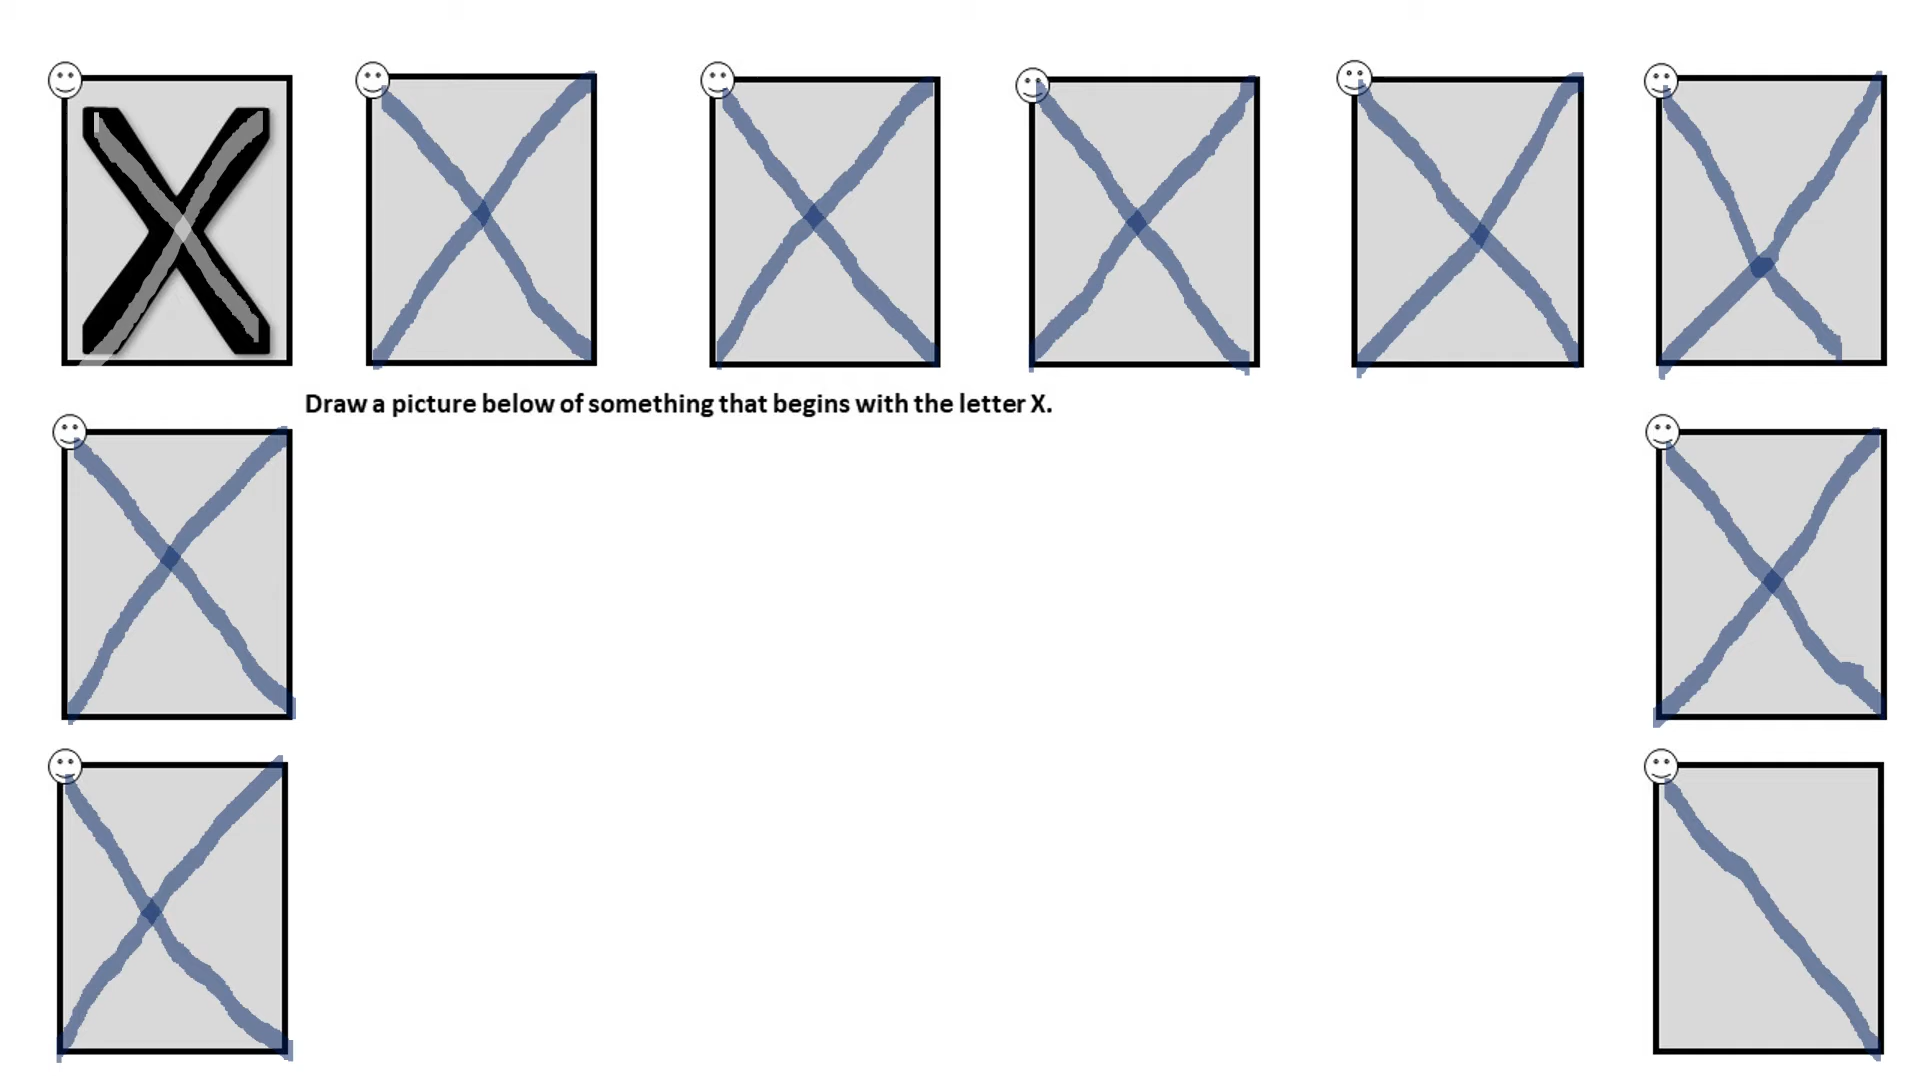 X X X X X X
Draw a picture below of something that begins with the letter X.
X X
X